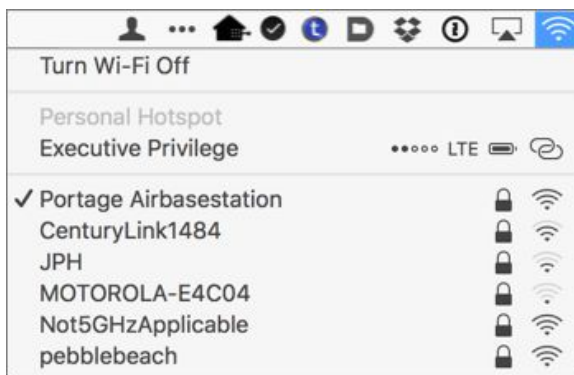 Turn Wi-Fi Off
Personal Hotspot
Executive Privilege LTE
Portage Airbasestation
CenturyLink1484
JPH
MOTOROLA-E4C04
Not5GHzApplicable
pebblebeach